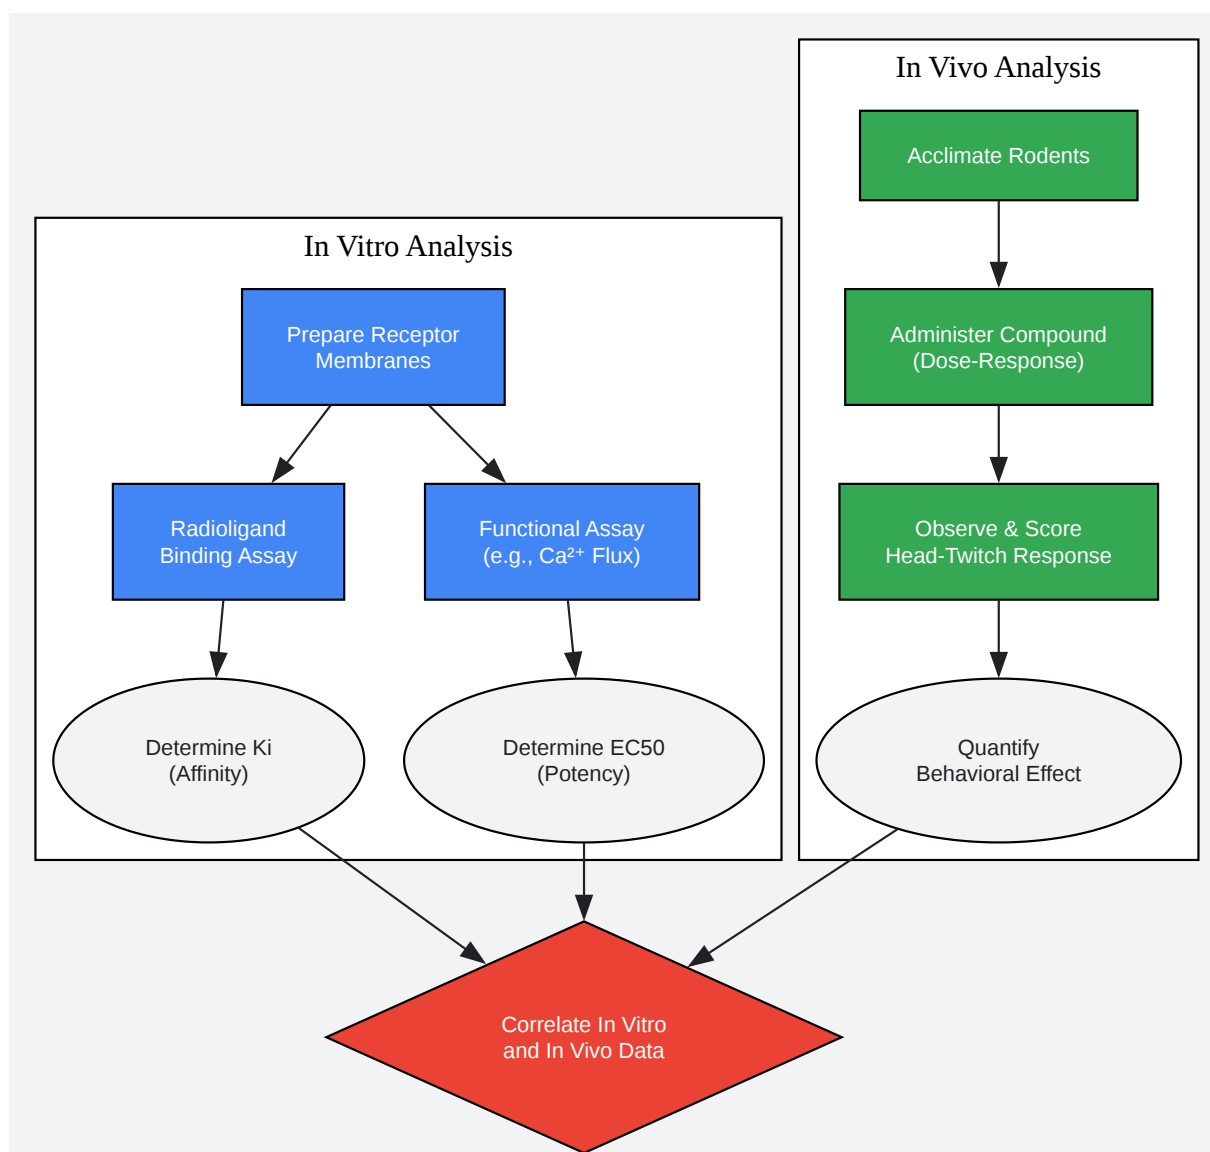 In Vivo Analysis
Acclimate Rodents
Administer Compound
(Dose-Response)
Observe & Score
Head-Twitch Response
Quantify
Behavioral Effect
In Vitro Analysis
Prepare Receptor
Membranes
Radioligand
Binding Assay
Functional Assay
(e.g., Ca²⁺ Flux)
Determine Ki
(Affinity)
Determine EC50
(Potency)
Correlate In Vitro
and In Vivo Data